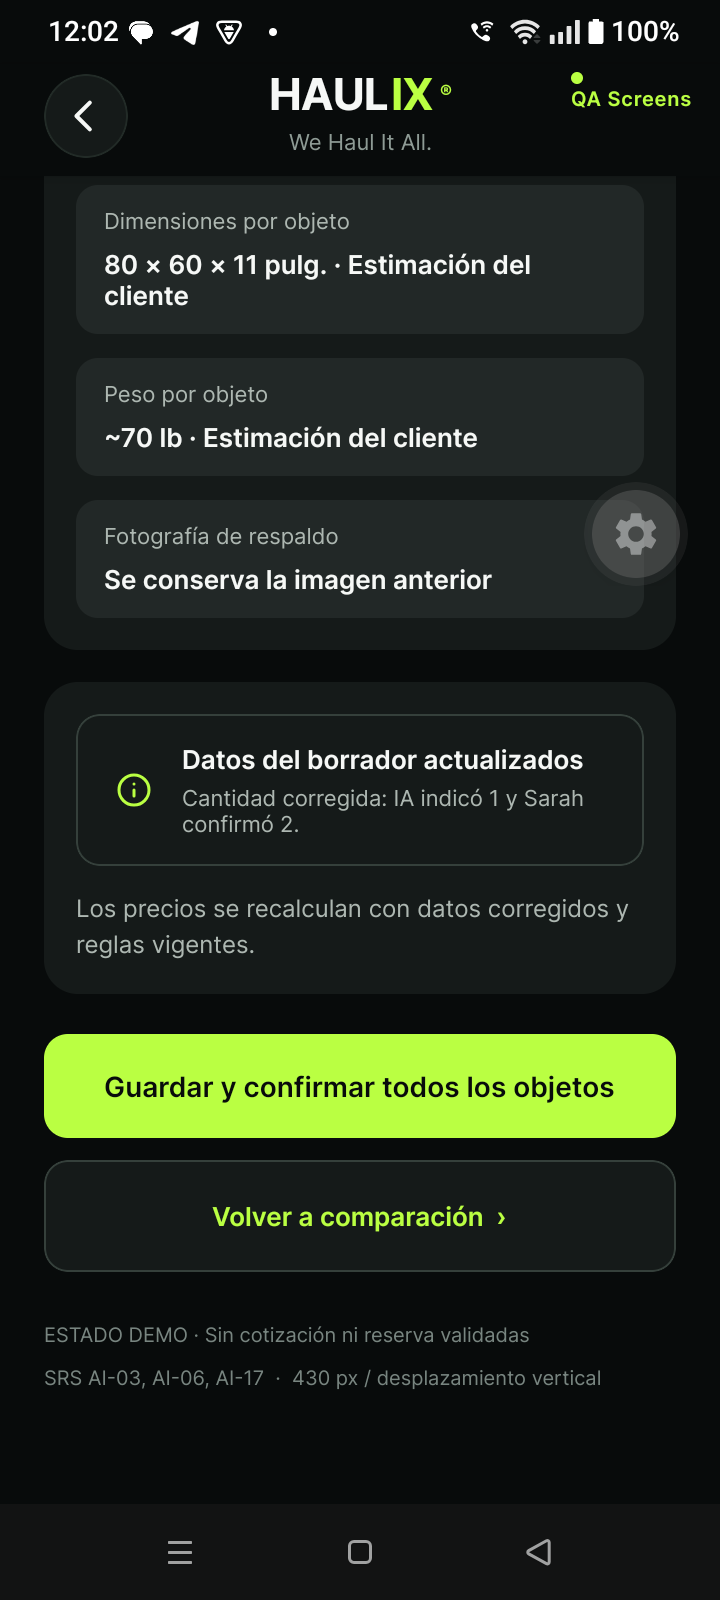 12:02
100%
HAULIX ®
QA Screens
We Haul It All.
Dimensiones por objeto
80 × 60 × 11 pulg. · Estimación del
cliente
Peso por objeto
~70 lb · Estimación del cliente
Fotografía de respaldo
Se conserva la imagen anterior
Datos del borrador actualizados
Cantidad corregida: IA indicó 1 y Sarah
confirmó 2.
Los precios se recalculan con datos corregidos y
reglas vigentes.
Guardar y confirmar todos los objetos
Volver a comparación ›
ESTADO DEMO · Sin cotización ni reserva validadas
SRS AI-03, AI-06, AI-17 · 430 px / desplazamiento vertical